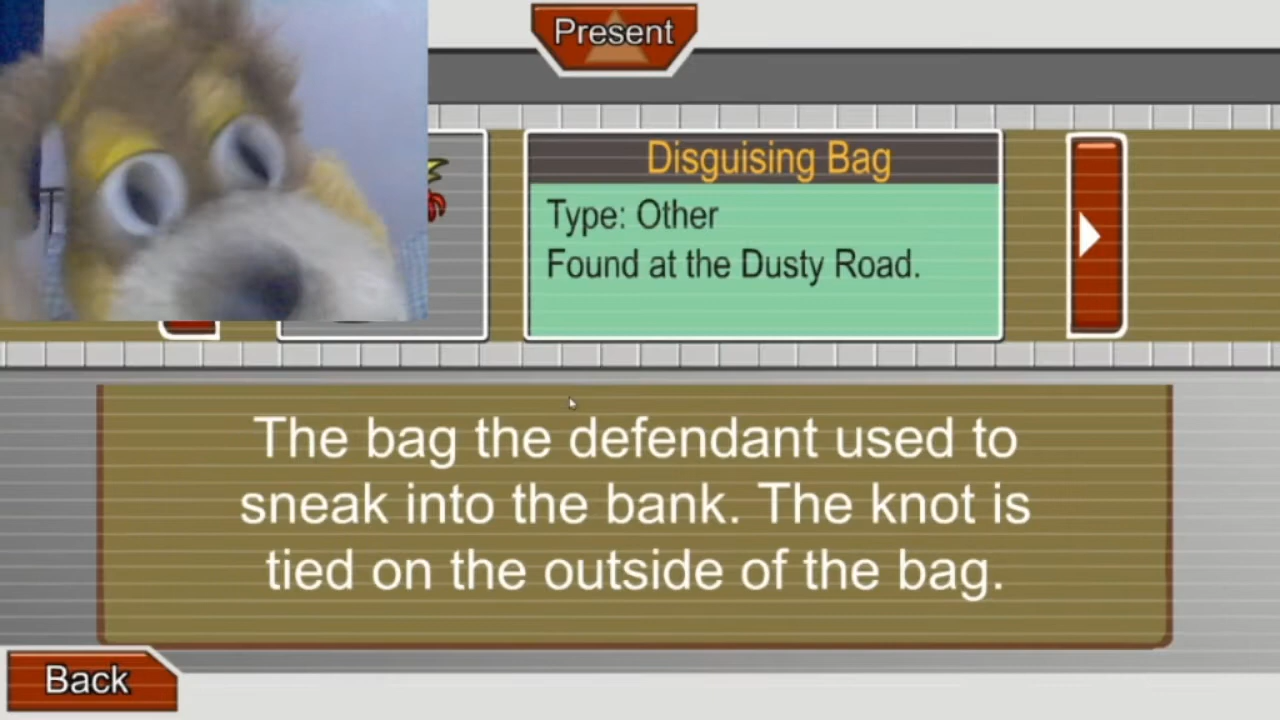 Present
Disguising Bag
Type: Other
Found at the Dusty Road.
The bag the defendant used to
sneak into the bank. The knot is
tied on the outside of the bag.
Back